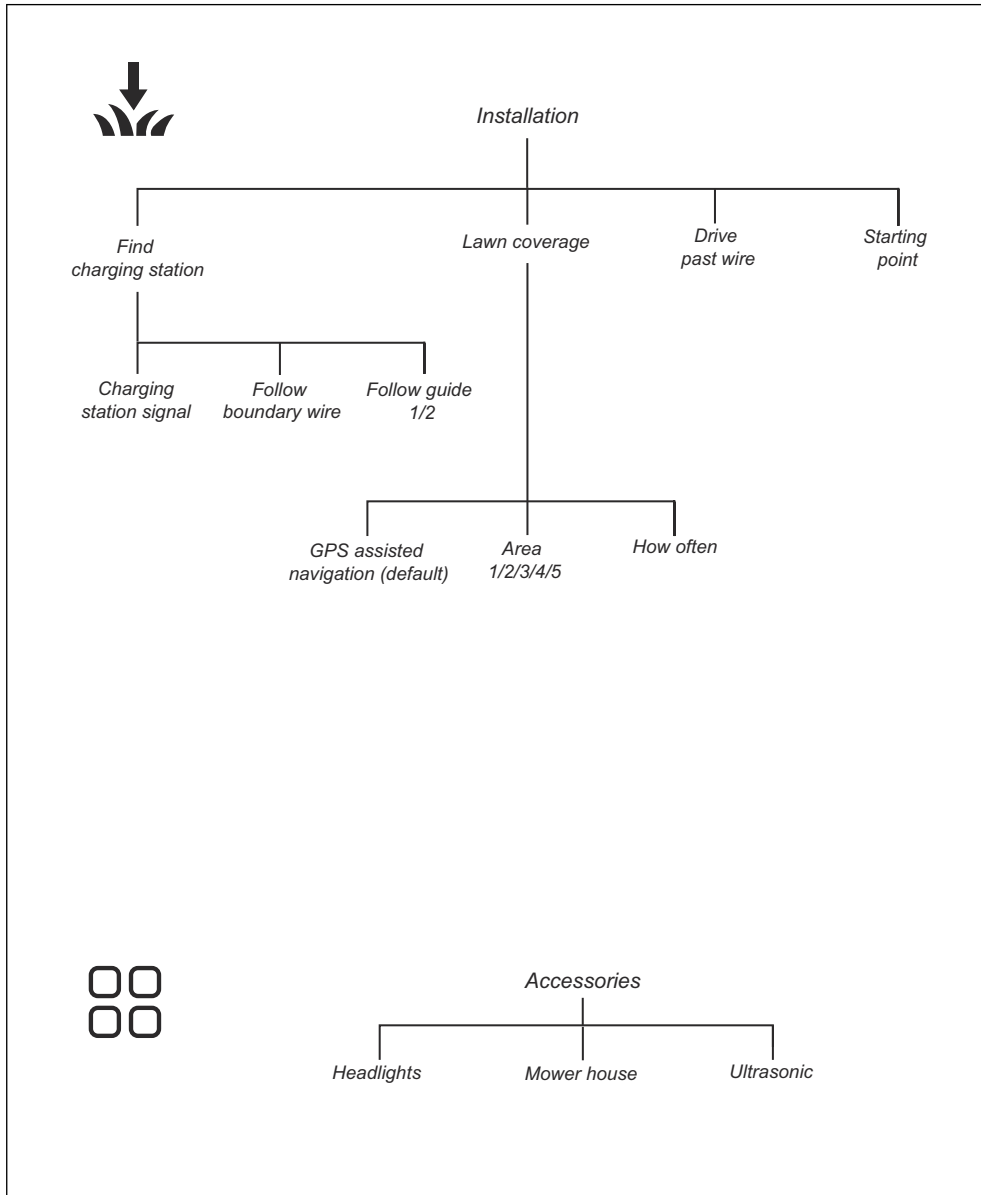 Installation
Find
charging station
Lawn coverage
Drive
past wire
Starting
point
Charging
station signal
Follow
boundary wire
Follow guide
1/2
GPS assisted
navigation (default)
Area
1/2/3/4/5
How often
Accessories
Headlights
Mower house
Ultrasonic